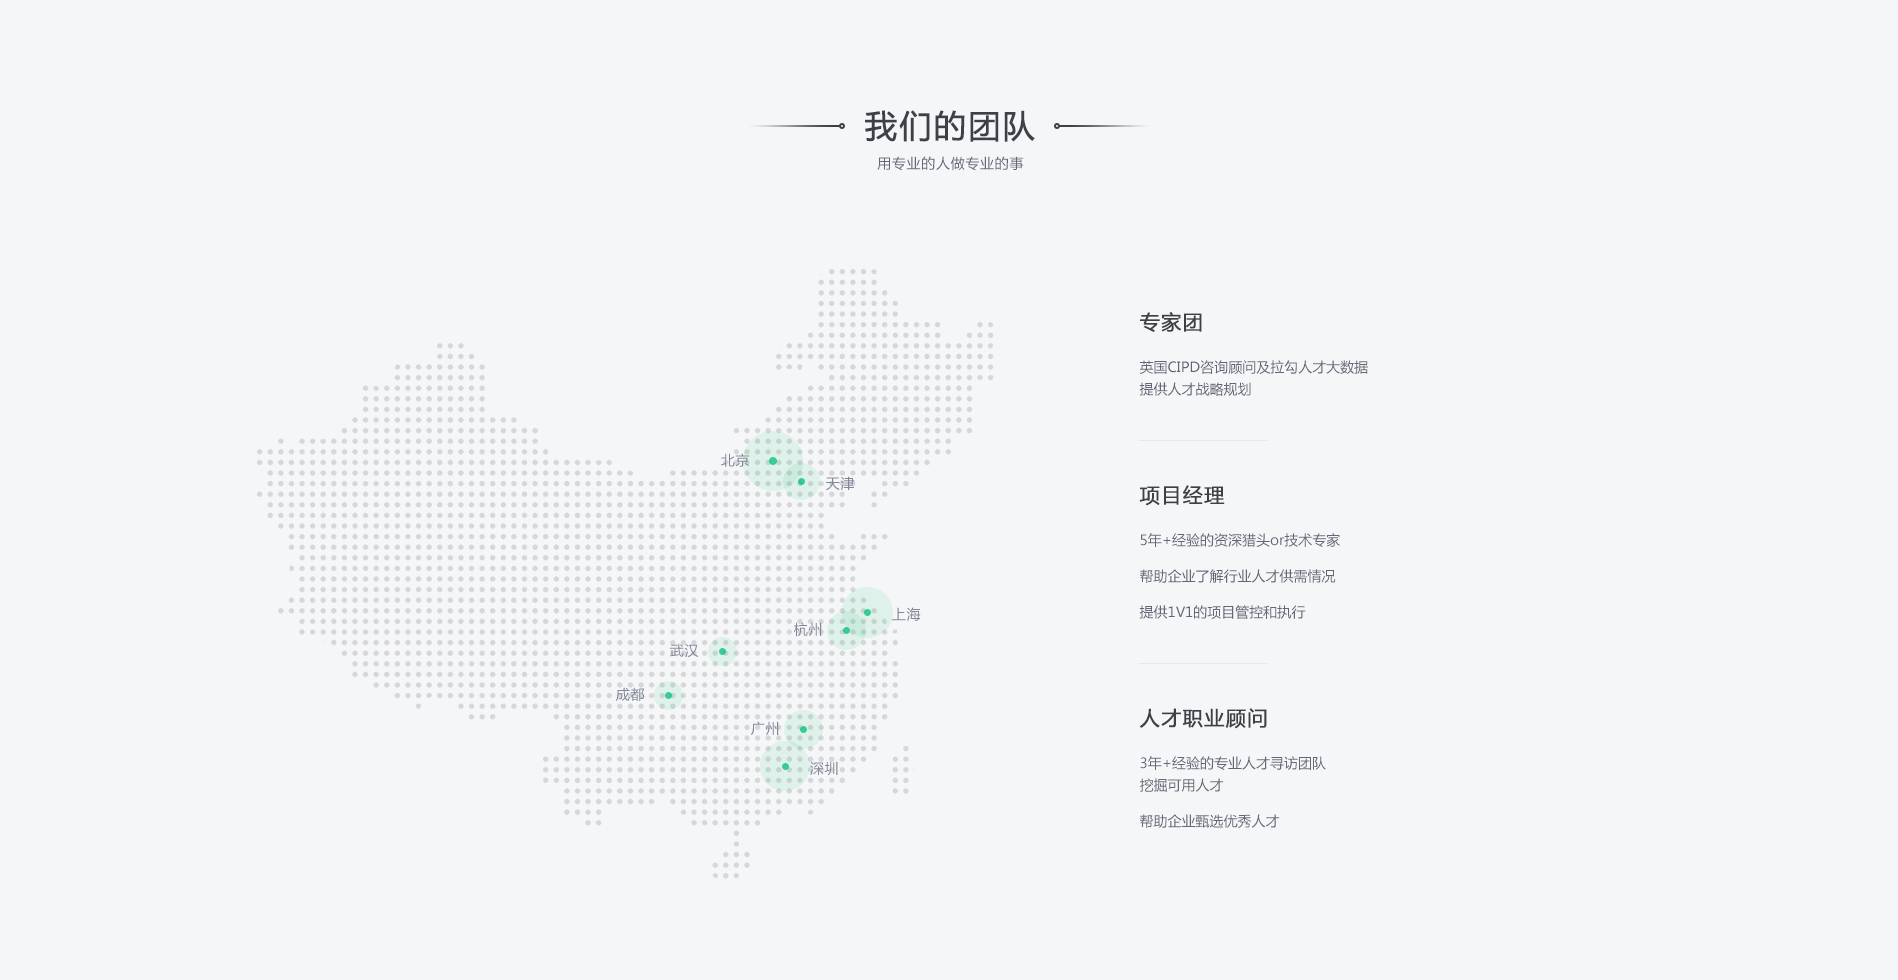 我们的团队
用专业的人做专业的事
北京
天津
上海
杭州
武汉
成都
广州
深圳
专家团
英国CIPD咨询顾问及拉勾人才大数据
提供人才战略规划
项目经理
5年+经验的资深猎头or技术专家
帮助企业了解行业人才供需情况
提供1V1的项目管控和执行
人才职业顾问
3年+经验的专业人才寻访团队
挖掘可用人才
帮助企业甄选优秀人才